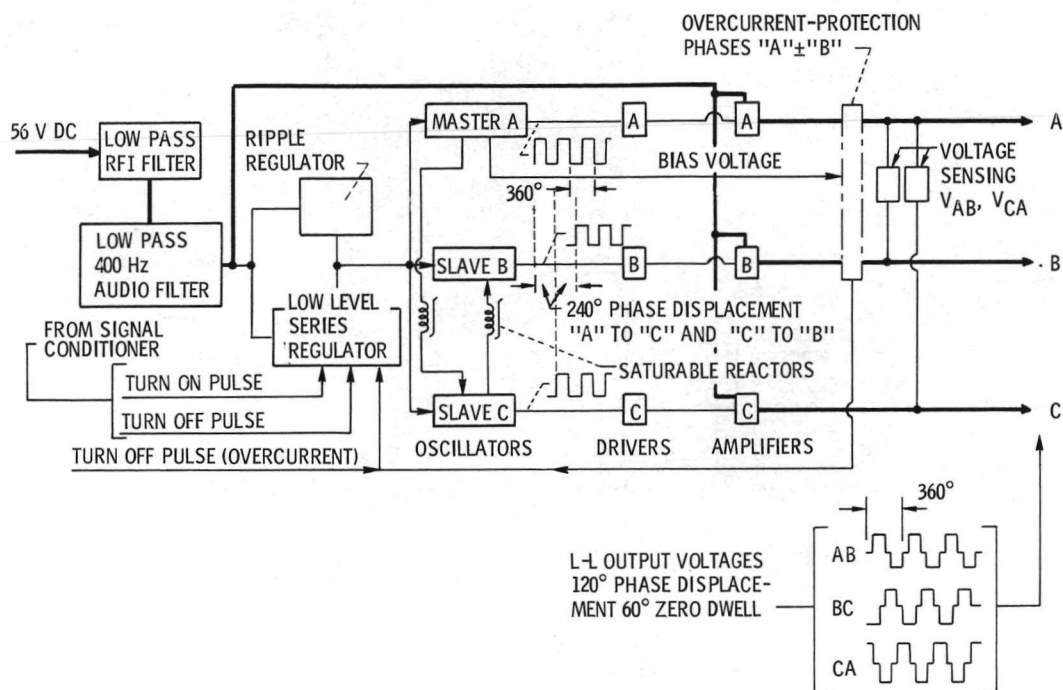 OVERCURRENT-PROTECTION
PHASES "A"±"B"
56 V DC
LOW PASS
RFI FILTER
RIPPLE
REGULATOR
MASTER A
A
A
A
BIAS VOLTAGE
VOLTAGE
SENSING
V_AB, V_CA
360°
LOW PASS
400 Hz
AUDIO FILTER
SLAVE B
B
B
. B
LOW LEVEL
SERIES
REGULATOR
240° PHASE DISPLACEMENT
"A" TO "C" AND "C" TO "B"
FROM SIGNAL
CONDITIONER
SATURABLE REACTORS
TURN ON PULSE
SLAVE C
C
C
C
TURN OFF PULSE
OSCILLATORS
DRIVERS
AMPLIFIERS
TURN OFF PULSE (OVERCURRENT)
360°
L-L OUTPUT VOLTAGES
120° PHASE DISPLACE-
MENT 60° ZERO DWELL
AB
BC
CA